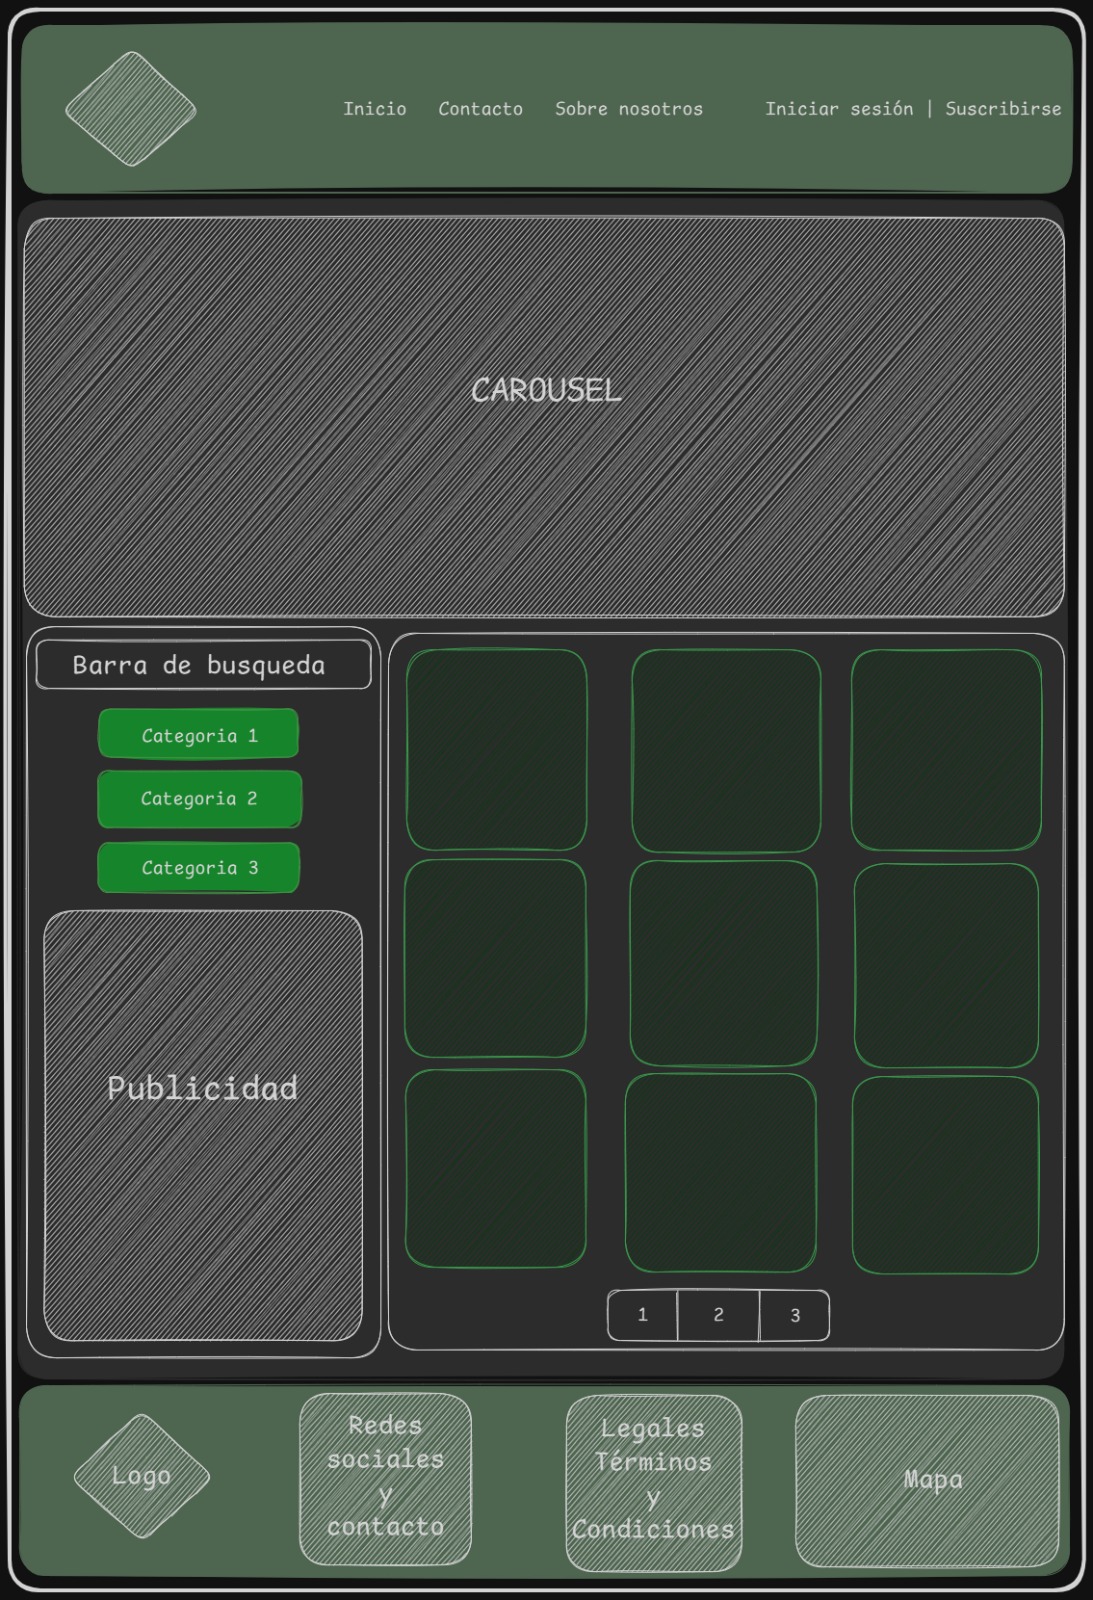 Inicio Contacto Sobre nosotros Iniciar sesión | Suscribirse
CAROUSEL
Barra de busqueda
Categoria 1
Categoria 2
Categoria 3
Publicidad
1 2 3
Logo
Redes
sociales
y
contacto
Legales
Términos
y
Condiciones
Mapa